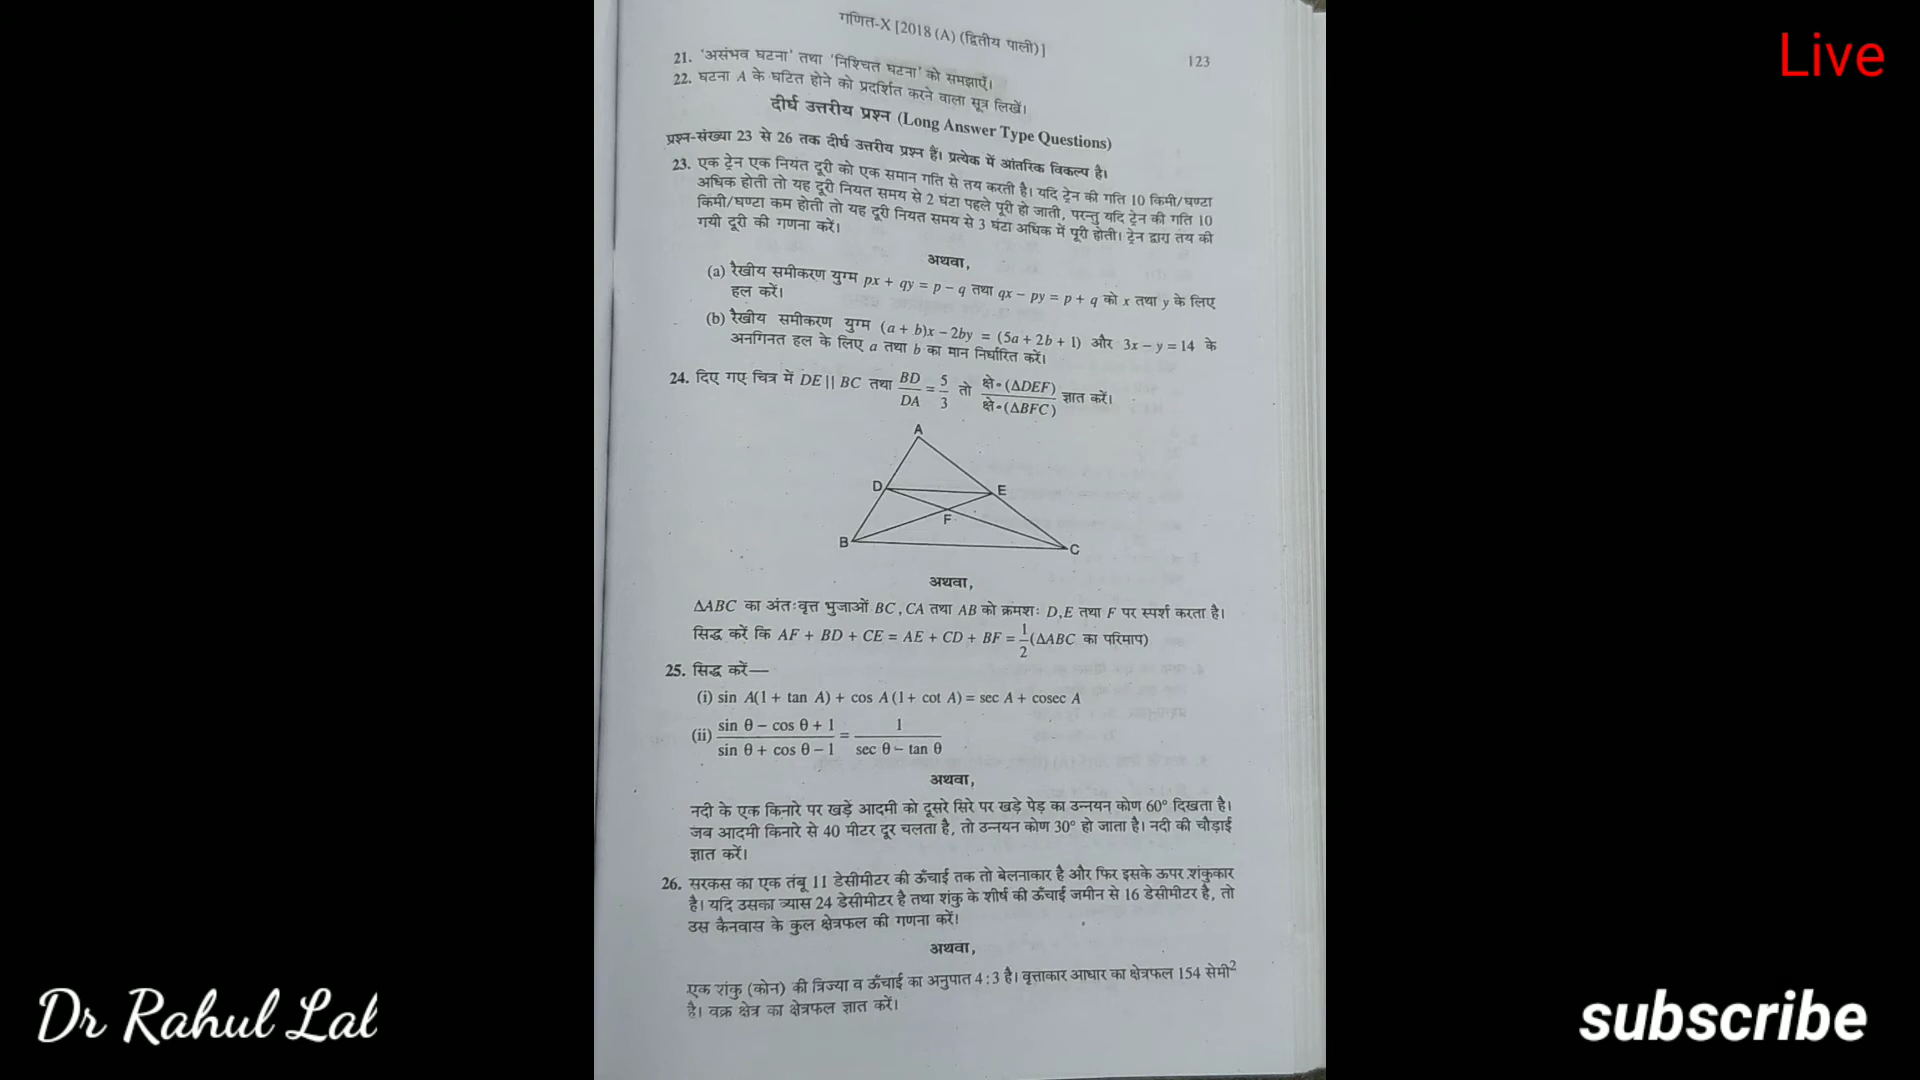 गणित-X [2018 (A) (द्वितीय पाली)]
123
Live
21. 'असंभव घटना' तथा 'निश्चित घटना' को समझाएँ।
22. घटना A के घटित होने को प्रदर्शित करने वाला सूत्र लिखें।
दीर्घ उत्तरीय प्रश्न (Long Answer Type Questions)
प्रश्न-संख्या 23 से 26 तक दीर्घ उत्तरीय प्रश्न हैं। प्रत्येक में आंतरिक विकल्प है।
23. एक ट्रेन एक नियत दूरी को एक समान गति से तय करती है। यदि ट्रेन की गति 10 किमी/घण्टा
अधिक होती तो यह दूरी नियत समय से 2 घंटा पहले पूरी हो जाती, परन्तु यदि ट्रेन की गति 10
किमी/घण्टा कम होती तो यह दूरी नियत समय से 3 घंटा अधिक में पूरी होती। ट्रेन द्वारा तय की
गयी दूरी की गणना करें।
अथवा,
(a) रैखीय समीकरण युग्म px + qy = p − q तथा qx − py = p + q को x तथा y के लिए
हल करें।
(b) रैखीय समीकरण युग्म (a + b)x − 2by = (5a + 2b + 1) और 3x − y = 14 के
अनगिनत हल के लिए a तथा b का मान निर्धारित करें।
24. दिए गए चित्र में DE || BC तथा BD/DA = 5/3 तो क्षे॰ (ΔDEF)/क्षे॰ (ΔBFC) ज्ञात करें।
A
D
E
F
B
C
अथवा,
ΔABC का अंतःवृत्त भुजाओं BC, CA तथा AB को क्रमशः D, E तथा F पर स्पर्श करता है।
सिद्ध करें कि AF + BD + CE = AE + CD + BF = 1/2 (ΔABC का परिमाप)
25. सिद्ध करें—
(i) sin A(1 + tan A) + cos A (1 + cot A) = sec A + cosec A
(ii) sin θ − cos θ + 1/sin θ + cos θ − 1 = 1/sec θ − tan θ
अथवा,
नदी के एक किनारे पर खड़ें आदमी को दूसरे सिरे पर खड़े पेड़ का उन्नयन कोण 60° दिखता है।
जब आदमी किनारे से 40 मीटर दूर चलता है, तो उन्नयन कोण 30° हो जाता है। नदी की चौड़ाई
ज्ञात करें।
26. सरकस का एक तंबू 11 डेसीमीटर की ऊँचाई तक तो बेलनाकार है और फिर इसके ऊपर शंकुकार
है। यदि उसका व्यास 24 डेसीमीटर है तथा शंकु के शीर्ष की ऊँचाई जमीन से 16 डेसीमीटर है, तो
उस कैनवास के कुल क्षेत्रफल की गणना करें।
अथवा,
एक शंकु (कोन) की त्रिज्या व ऊँचाई का अनुपात 4 : 3 है। वृत्ताकार आधार का क्षेत्रफल 154 सेमी²
है। वक्र क्षेत्र का क्षेत्रफल ज्ञात करें।
Dr Rahul Lal
subscribe